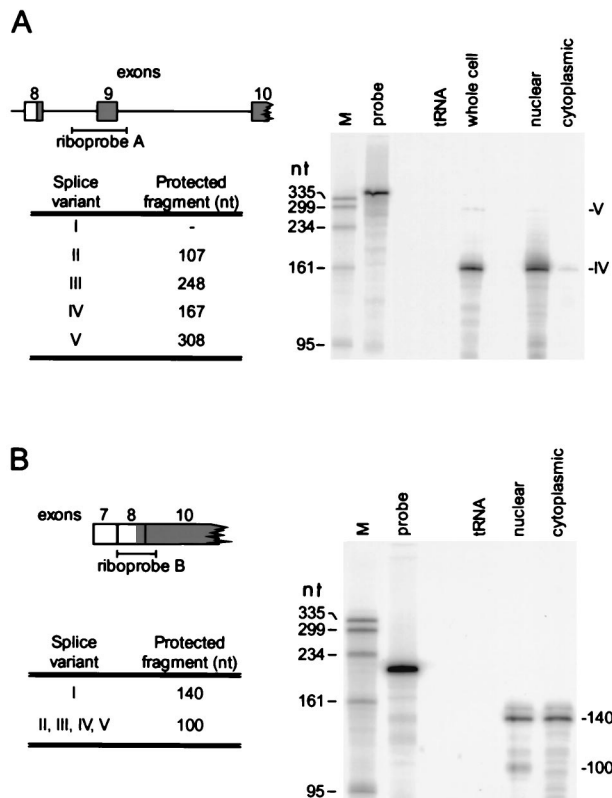 A
exons
8 9 10
riboprobe A
Splice variant Protected fragment (nt)
I -
II 107
III 248
IV 167
V 308
M probe tRNA whole cell nuclear cytoplasmic
nt
335
299
234
161
95
-V
-IV
B
exons 7 8 10
riboprobe B
Splice variant Protected fragment (nt)
I 140
II, III, IV, V 100
M probe tRNA nuclear cytoplasmic
nt
335
299
234
161
95
-140
-100